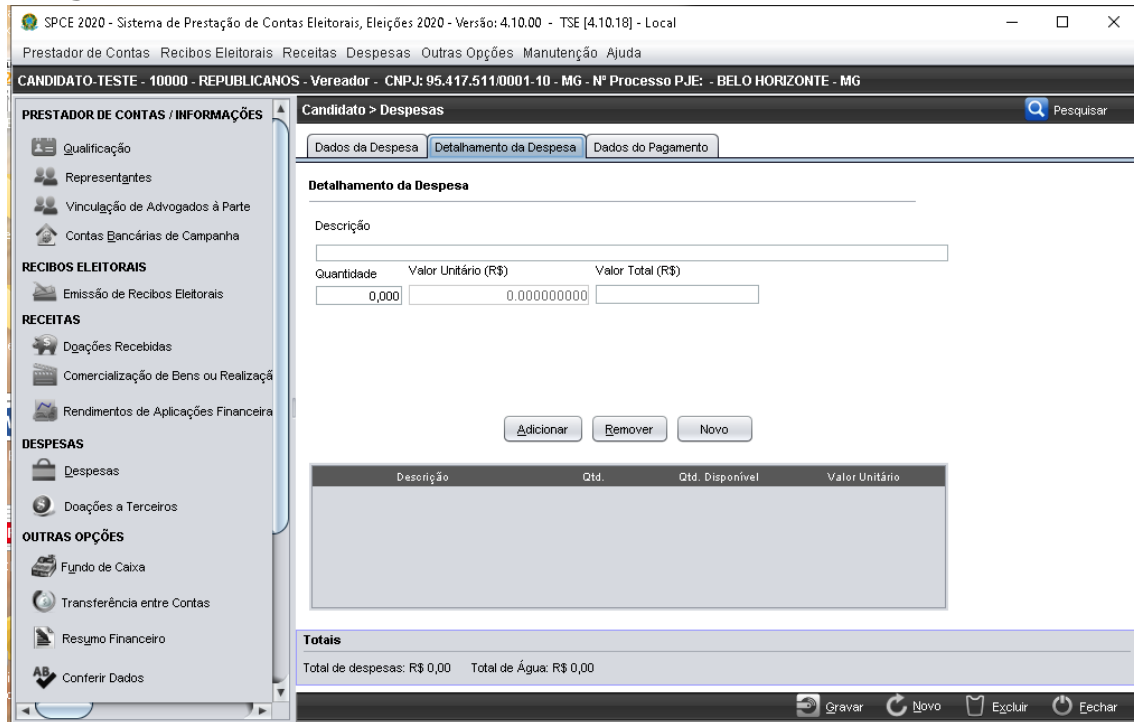 SPCE 2020 - Sistema de Prestação de Contas Eleitorais, Eleições 2020 - Versão: 4.10.00 - TSE [4.10.18] - Local
Prestador de Contas Recibos Eleitorais Receitas Despesas Outras Opções Manutenção Ajuda
CANDIDATO-TESTE - 10000 - REPUBLICANOS - Vereador - CNPJ: 95.417.511/0001-10 - MG - Nº Processo PJE: - BELO HORIZONTE - MG
PRESTADOR DE CONTAS / INFORMAÇÕES
Qualificação
Representantes
Vinculação de Advogados à Parte
Contas Bancárias de Campanha
RECIBOS ELEITORAIS
Emissão de Recibos Eleitorais
RECEITAS
Doações Recebidas
Comercialização de Bens ou Realizaçã
Rendimentos de Aplicações Financeira
DESPESAS
Despesas
Doações a Terceiros
OUTRAS OPÇÕES
Fundo de Caixa
Transferência entre Contas
Resumo Financeiro
Conferir Dados
Candidato > Despesas
Pesquisar
Dados da Despesa Detalhamento da Despesa Dados do Pagamento
Detalhamento da Despesa
Descrição
Quantidade Valor Unitário (R$) Valor Total (R$)
0,000 0.000000000
Adicionar Remover Novo
Descrição Qtd. Qtd. Disponível Valor Unitário
Totais
Total de despesas: R$ 0,00 Total de Água: R$ 0,00
Gravar Novo Excluir Fechar